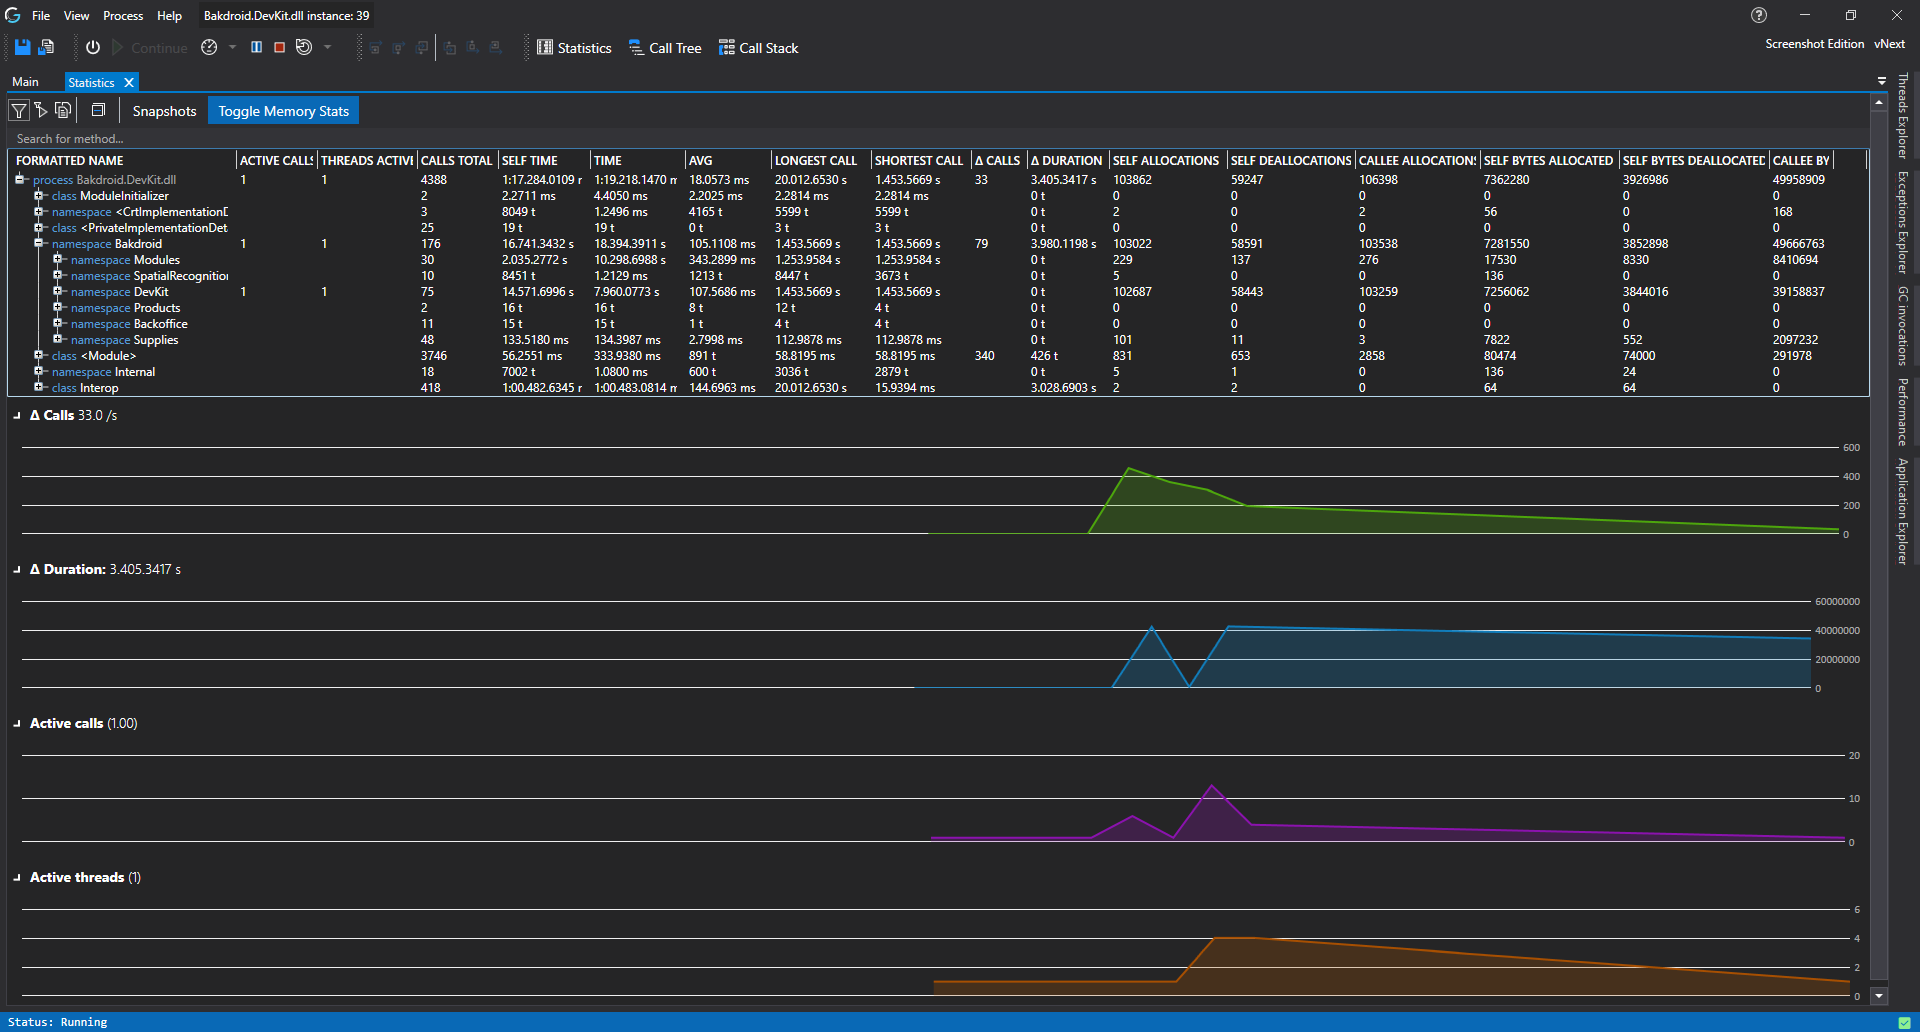 File View Process Help Bakdroid.DevKit.dll instance: 39
Continue Statistics Call Tree Call Stack Screenshot Edition vNext
Main Statistics
Snapshots Toggle Memory Stats
Search for method...
FORMATTED NAME ACTIVE CALLS THREADS ACTIVE CALLS TOTAL SELF TIME TIME AVG LONGEST CALL SHORTEST CALL Δ CALLS Δ DURATION SELF ALLOCATIONS SELF DEALLOCATIONS CALLEE ALLOCATIONS SELF BYTES ALLOCATED SELF BYTES DEALLOCATED CALLEE BY
process Bakdroid.DevKit.dll 1 1 4388 1:17.284.0109 1:19.218.1470 18.0573 ms 20.012.6530 s 1.453.5669 s 33 3.405.3417 s 103862 59247 106398 7362280 3926986 49958909
class ModuleInitializer 2 2.2711 ms 4.4050 ms 2.2025 ms 2.2814 ms 2.2814 ms 0 t 0 0 0 0 0 0
namespace <CrtImplementationD 3 8049 t 1.2496 ms 4165 t 5599 t 5599 t 0 t 2 0 2 56 0 168
class <PrivateImplementationDet 25 19 t 19 t 0 t 3 t 3 t 0 t 0 0 0 0 0 0
namespace Bakdroid 1 1 176 16.741.3432 s 18.394.3911 s 105.1108 ms 1.453.5669 s 1.453.5669 s 79 3.980.1198 s 103022 58591 103538 7281550 3852898 49666763
namespace Modules 30 2.035.2772 s 10.298.6988 s 343.2899 ms 1.253.9584 s 1.253.9584 s 0 t 229 137 276 17530 8330 8410694
namespace SpatialRecognition 10 8451 t 1.2129 ms 1213 t 8447 t 3673 t 0 t 5 0 0 136 0 0
namespace DevKit 1 1 75 14.571.6996 s 7.960.0773 s 107.5686 ms 1.453.5669 s 1.453.5669 s 0 t 102687 58443 103259 7256062 3844016 39158837
namespace Products 2 16 t 16 t 8 t 12 t 4 t 0 t 0 0 0 0 0 0
namespace Backoffice 11 15 t 15 t 1 t 4 t 4 t 0 t 0 0 0 0 0 0
namespace Supplies 48 133.5180 ms 134.3987 ms 2.7998 ms 112.9878 ms 112.9878 ms 0 t 101 11 3 7822 552 2097232
class <Module> 3746 56.2551 ms 333.9380 ms 891 t 58.8195 ms 58.8195 ms 340 426 t 831 653 2858 80474 74000 291978
namespace Internal 18 7002 t 1.0800 ms 600 t 3036 t 2879 t 0 t 5 1 0 136 24 0
class Interop 418 1:00.482.6345 1:00.483.0814 144.6963 ms 20.012.6530 s 15.9394 ms 3.028.6903 s 2 2 0 64 64 0
Δ Calls 33.0 /s
600
400
200
0
Δ Duration: 3.405.3417 s
60000000
40000000
20000000
0
Active calls (1.00)
20
10
0
Active threads (1)
6
4
2
0
Threads Explorer
Exceptions Explorer
GC invocations
Performance
Application Explorer
Status: Running